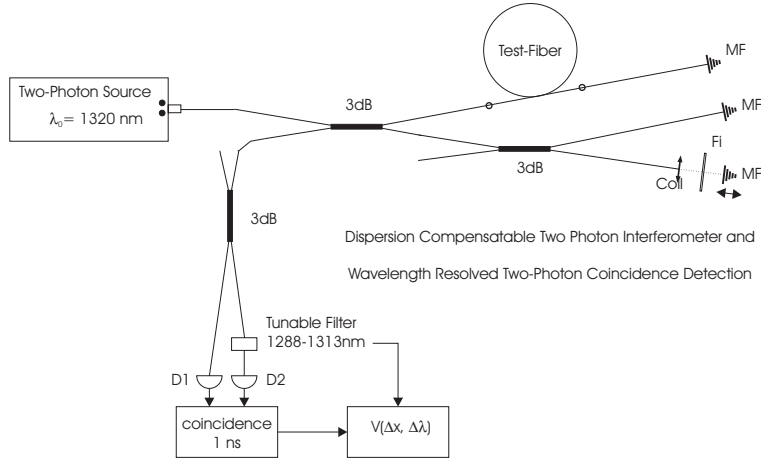 Test-Fiber
MF
Two-Photon Source
λ₀= 1320 nm
3dB
MF
3dB
Fi
Coll
MF
3dB
Dispersion Compensatable Two Photon Interferometer and
Wavelength Resolved Two-Photon Coincidence Detection
Tunable Filter
1288-1313nm
D1
D2
coincidence
1 ns
V(Δx, Δλ)